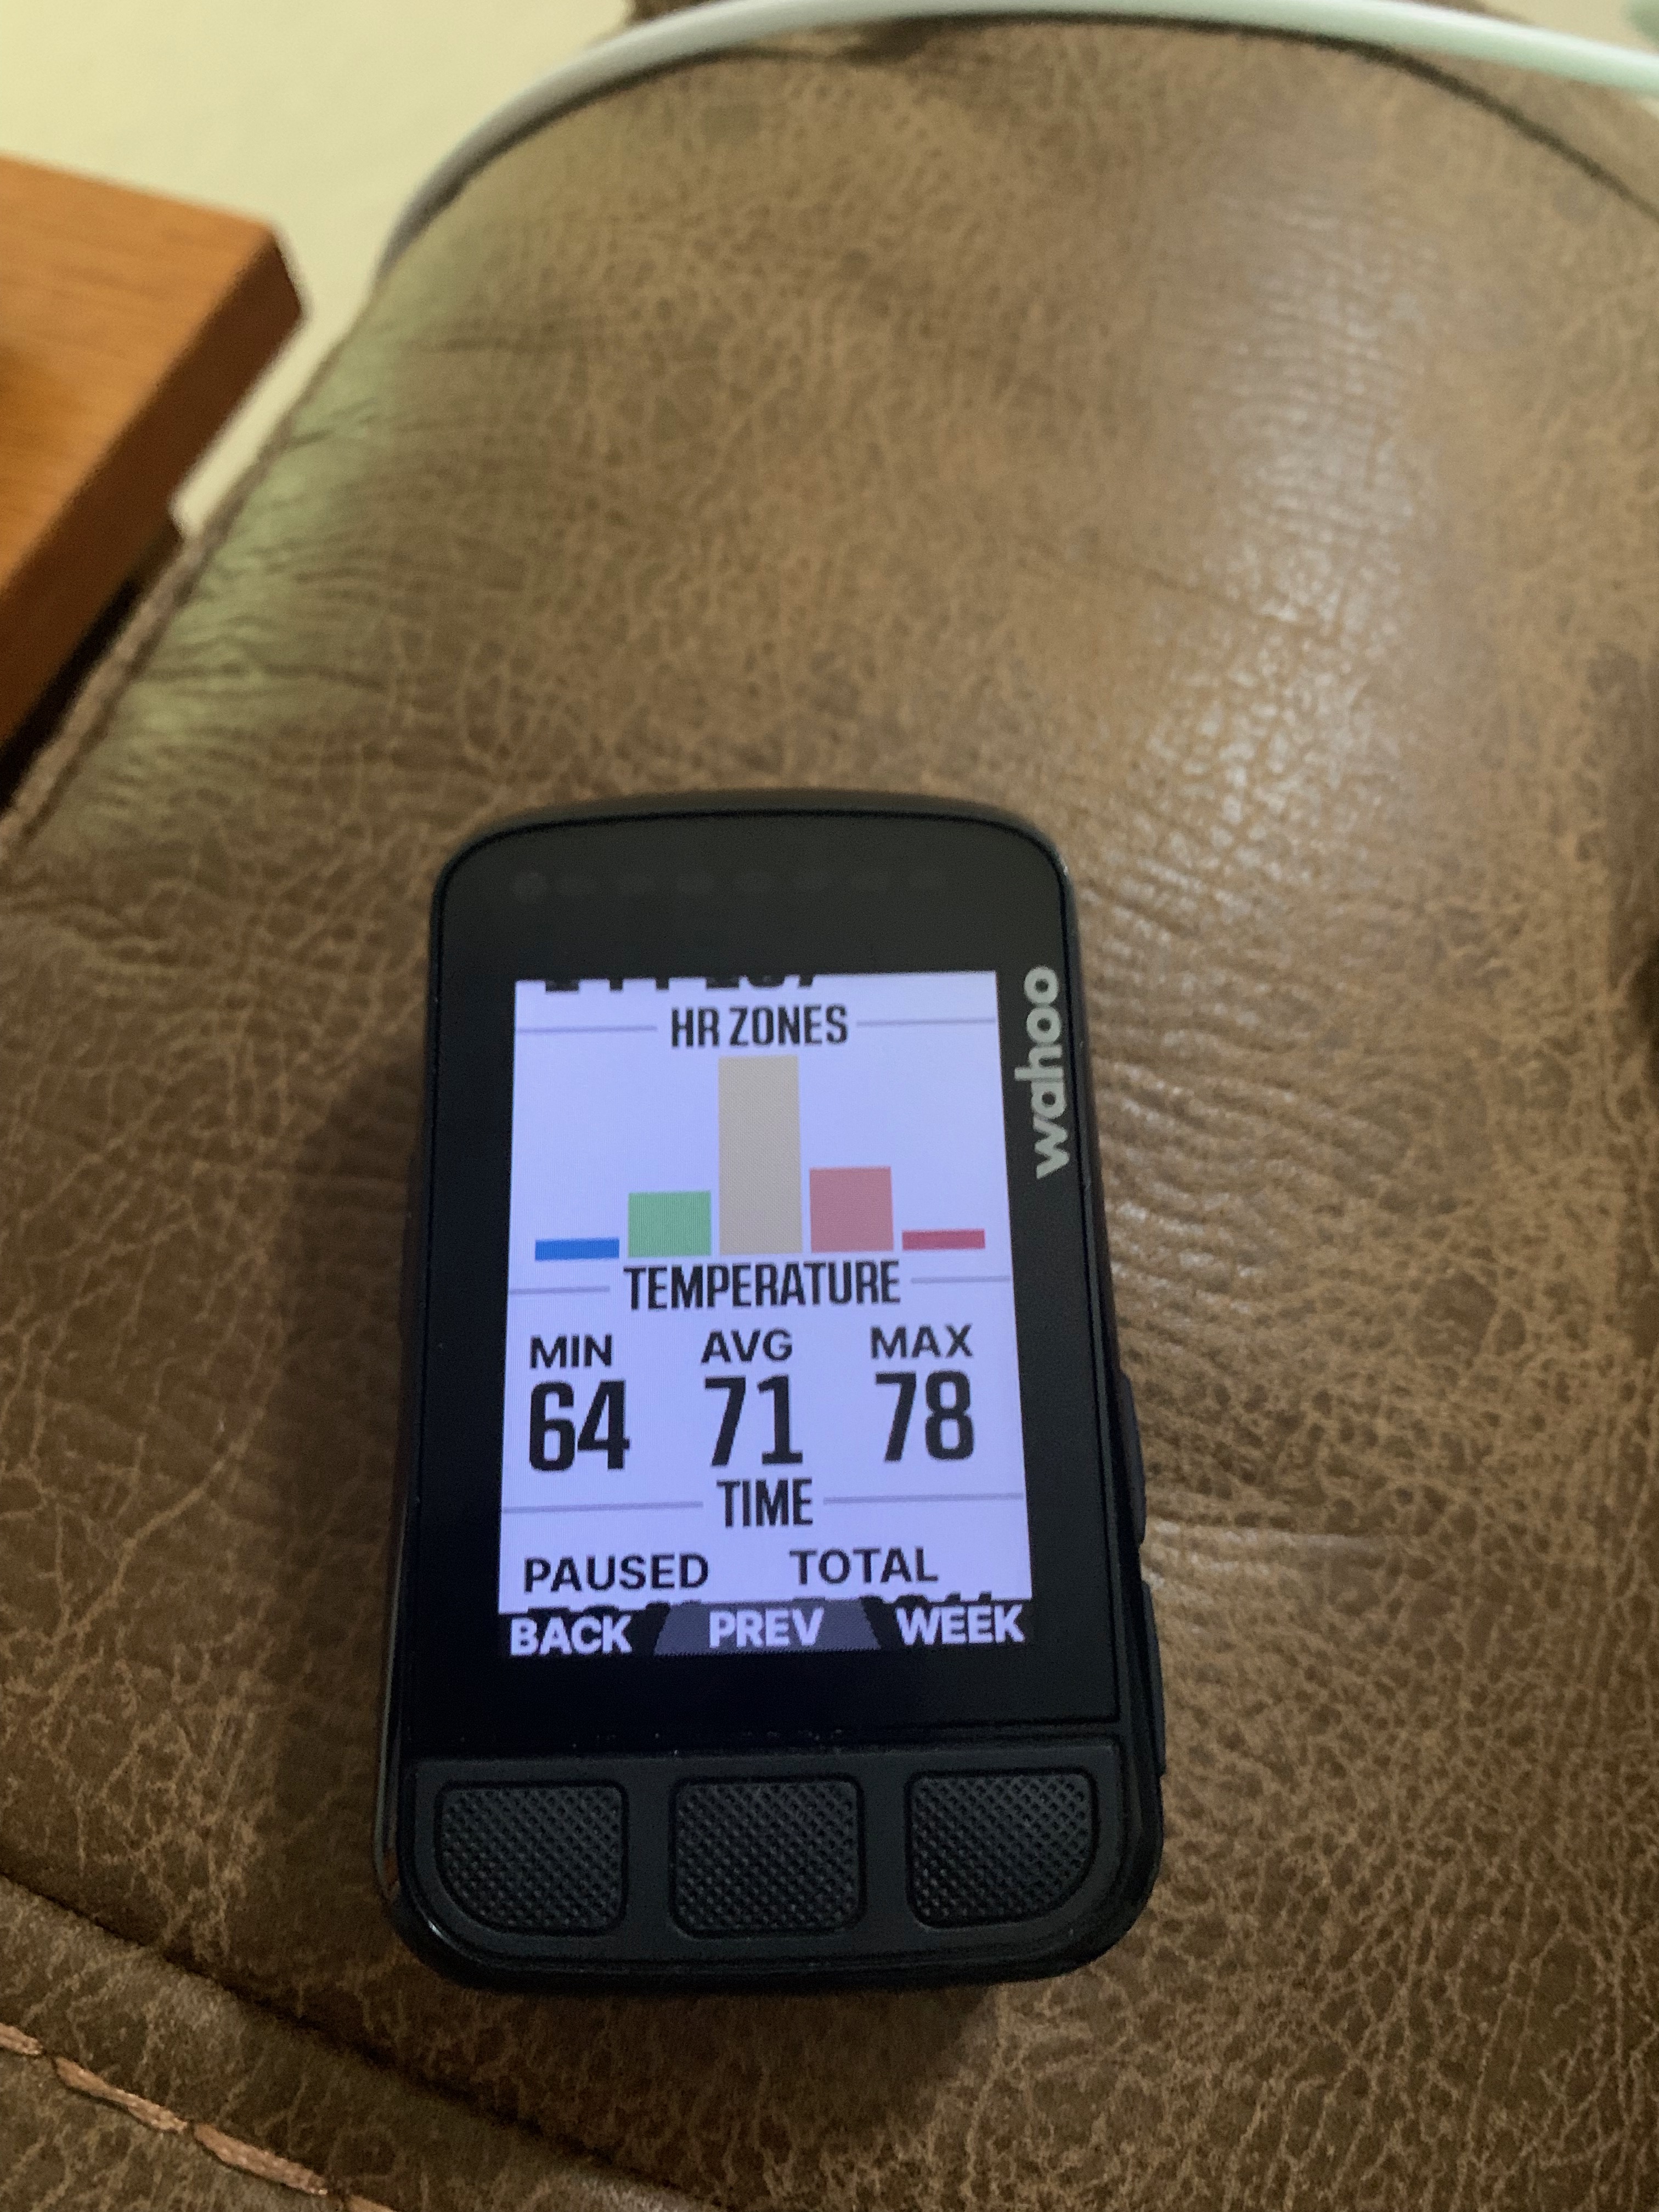 HR ZONES
TEMPERATURE
MIN AVG MAX
64 71 78
TIME
PAUSED TOTAL
BACK PREV WEEK
wahoo